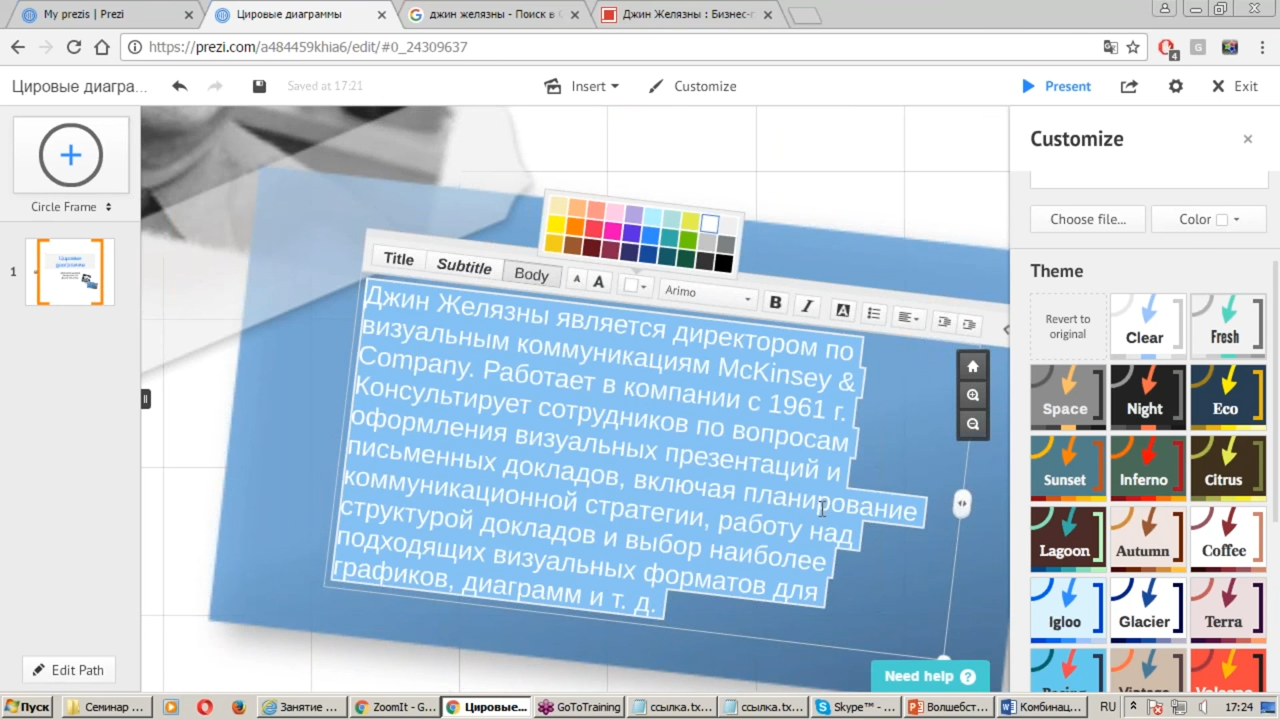 My prezis | Prezi
Цировые диаграммы
джин желязны - Поиск в
Джин Желязны : Бизнес-
https://prezi.com/a484459khia6/edit/#0_24309637
4
G
Цировые диагра...
Saved at 17:21
Insert
Customize
Present
Exit
Circle Frame
1
Цировые
диаграммы
Edit Path
Title
Subtitle
Body
A
A
Arimo
B
I
A
Джин Желязны является директором по
визуальным коммуникациям McKinsey &
Company. Работает в компании с 1961 г.
Консультирует сотрудников по вопросам
оформления визуальных презентаций и
письменных докладов, включая планирование
коммуникационной стратегии, работу над
структурой докладов и выбор наиболее
подходящих визуальных форматов для
графиков, диаграмм и т. д.
Need help ?
Customize
Choose file...
Color
Theme
Revert to
original
Clear
Fresh
Space
Night
Eco
Sunset
Inferno
Citrus
Lagoon
Autumn
Coffee
Igloo
Glacier
Terra
Vintage
Volcano
Пуск
Семинар ...
Занятие ...
ZoomIt - G...
Цировые...
GoToTraining
ссылка.tx...
ссылка.tx...
Skype™ - ...
Волшебст...
Комбинац...
RU
17:24